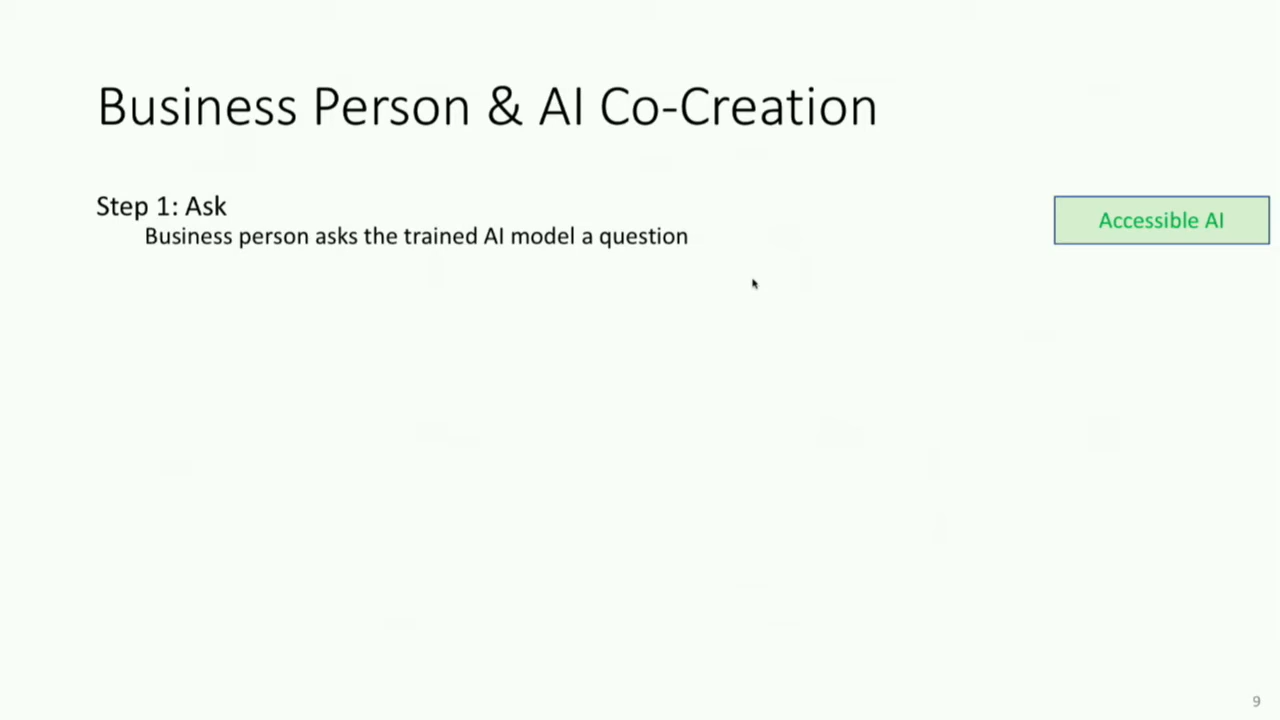 Business Person & AI Co-Creation
Step 1: Ask
Accessible AI
Business person asks the trained AI model a question
9